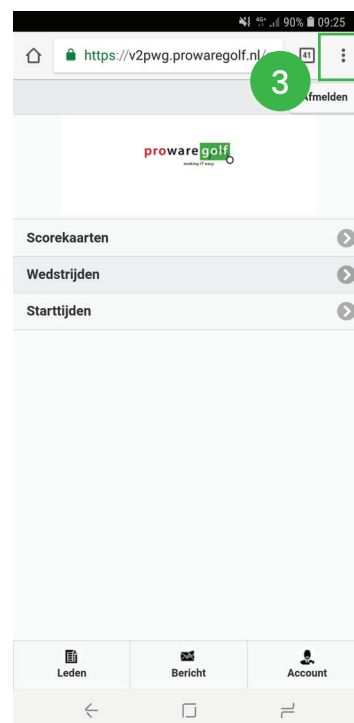 46+ 90% 09:25
https://v2pwg.prowaregolf.nl/ 41
3
Afmelden
proware golf
making IT easy
Scorekaarten
Wedstrijden
Starttijden
Leden Bericht Account